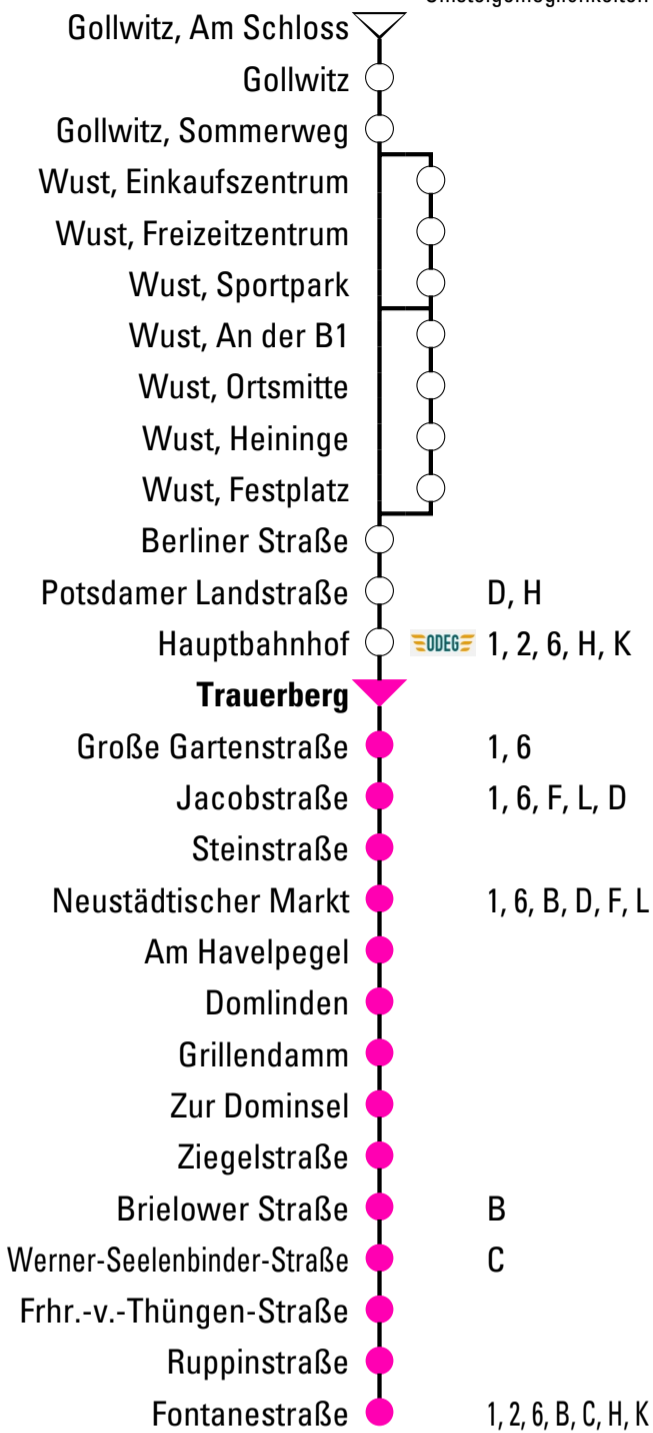 Umsteigemöglichkeiten
Gollwitz, Am Schloss
Gollwitz
Gollwitz, Sommerweg
Wust, Einkaufszentrum
Wust, Freizeitzentrum
Wust, Sportpark
Wust, An der B1
Wust, Ortsmitte
Wust, Heininge
Wust, Festplatz
Berliner Straße
Potsdamer Landstraße D, H
Hauptbahnhof ODEG 1, 2, 6, H, K
Trauerberg
Große Gartenstraße 1, 6
Jacobstraße 1, 6, F, L, D
Steinstraße
Neustädtischer Markt 1, 6, B, D, F, L
Am Havelpegel
Domlinden
Grillendamm
Zur Dominsel
Ziegelstraße
Brielower Straße B
Werner-Seelenbinder-Straße C
Frhr.-v.-Thüngen-Straße
Ruppinstraße
Fontanestraße 1, 2, 6, B, C, H, K